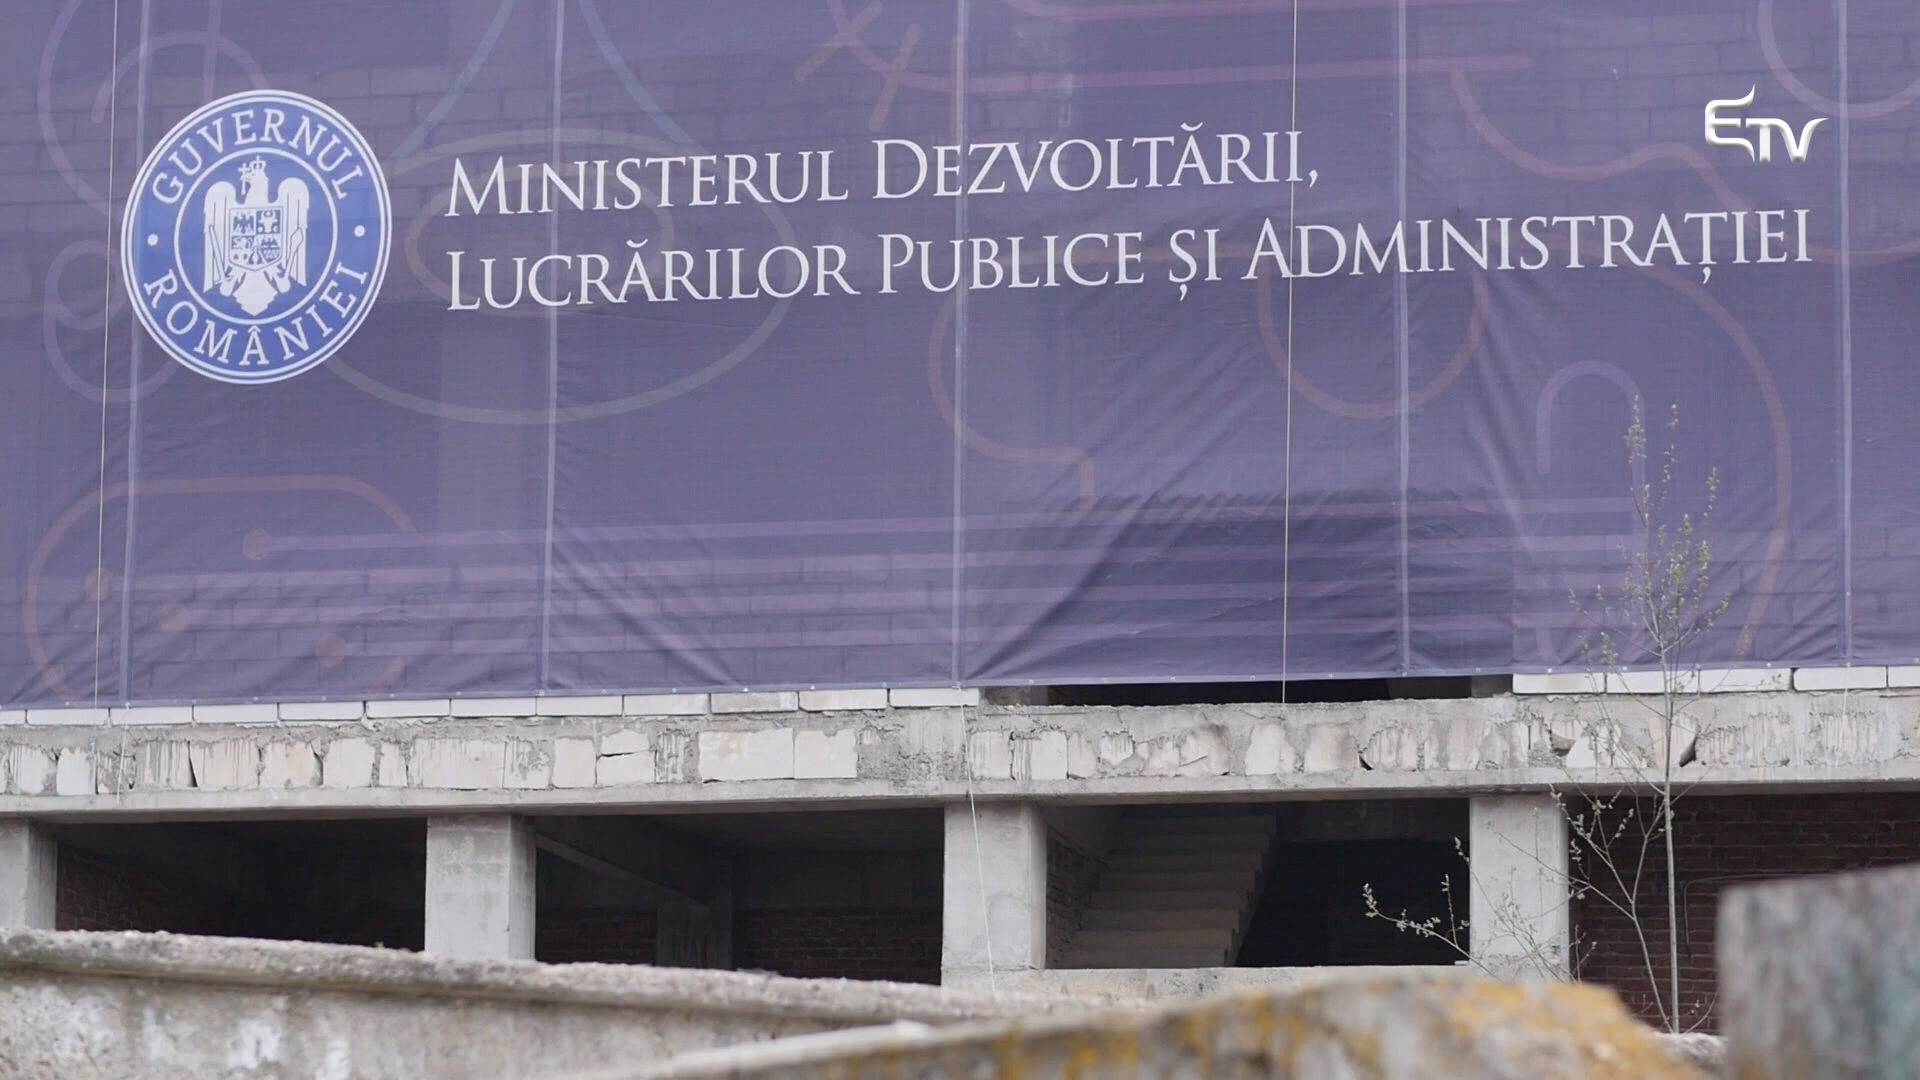 GUVERNUL
ROMÂNIEI
MINISTERUL DEZVOLTĂRII,
LUCRĂRILOR PUBLICE ȘI ADMINISTRAȚIEI
ETV